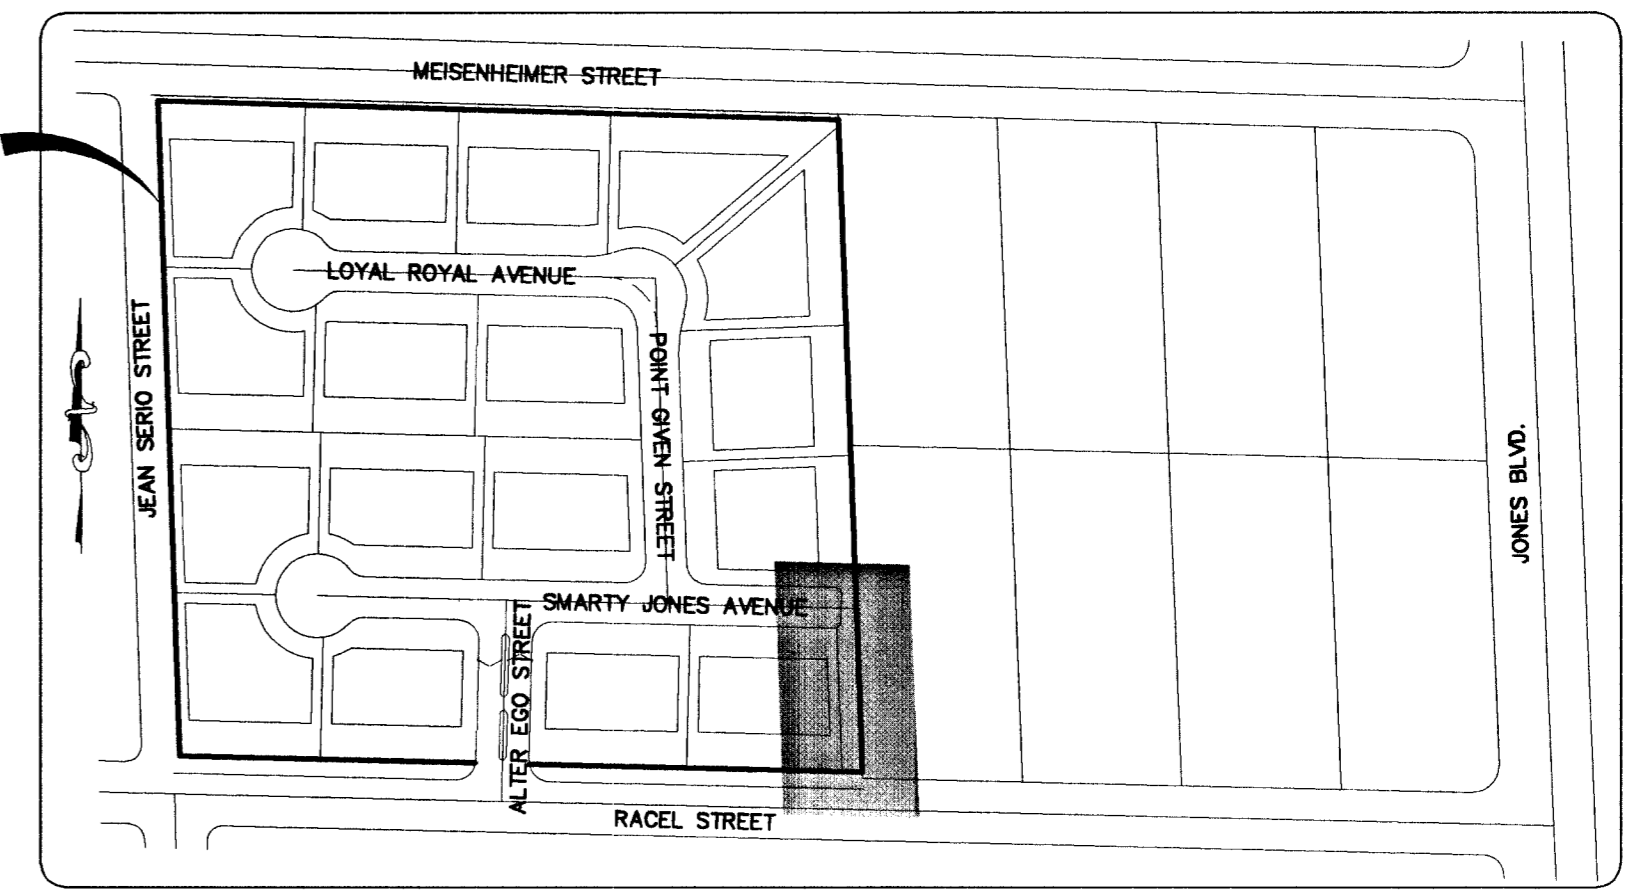 MEISENHEIMER STREET
LOYAL ROYAL AVENUE
JEAN SERIO STREET
POINT GIVEN STREET
JONES BLVD.
SMARTY JONES AVENUE
ALTER EGO STREET
RACEL STREET